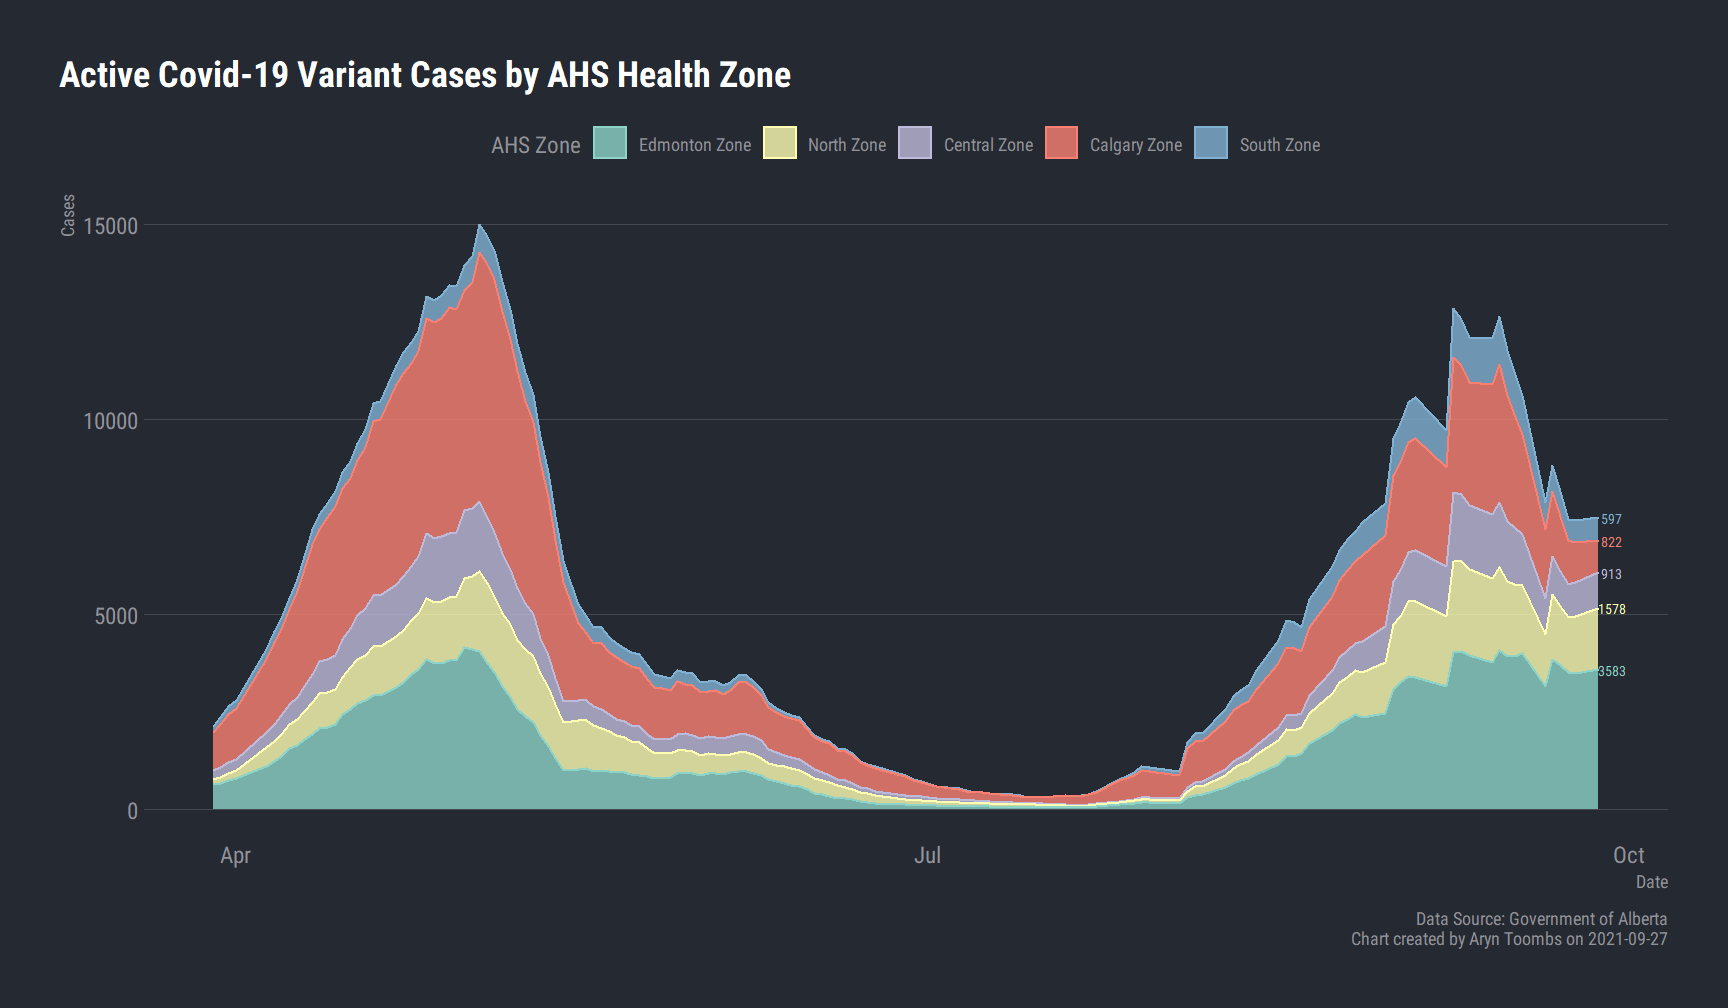 Active Covid-19 Variant Cases by AHS Health Zone
AHS Zone Edmonton Zone North Zone Central Zone Calgary Zone South Zone
Cases
15000
10000
5000
0
597
822
913
1578
3583
Apr Jul Oct
Date
Data Source: Government of Alberta
Chart created by Aryn Toombs on 2021-09-27